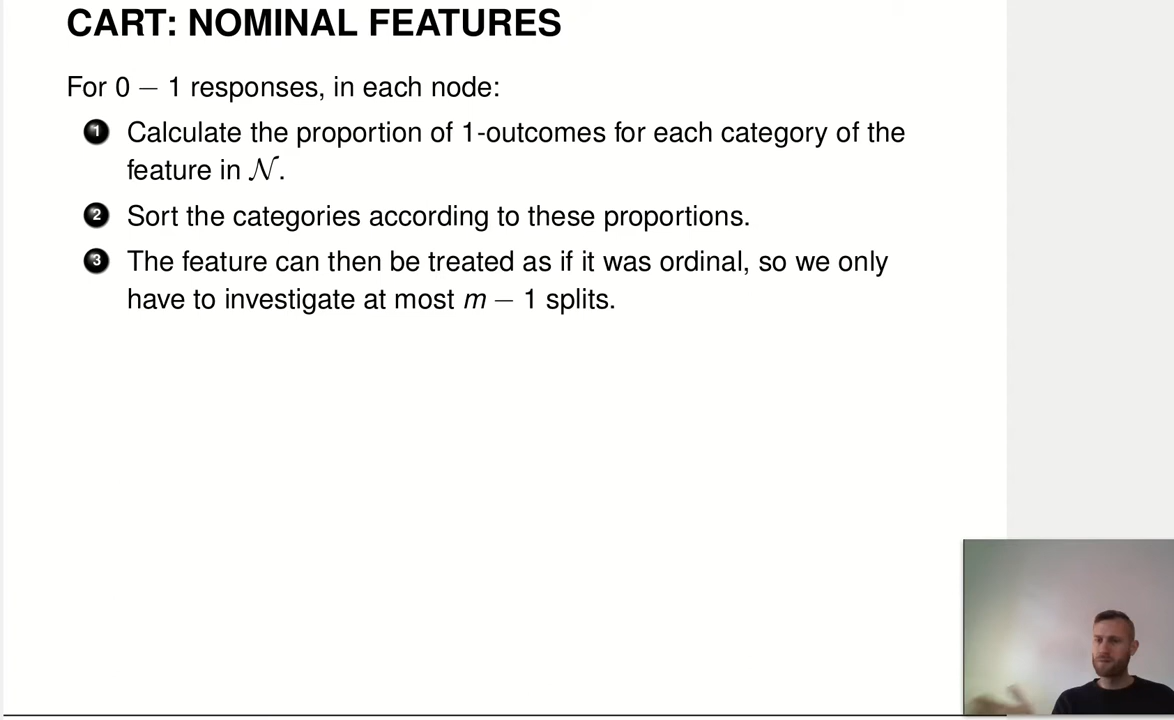 CART: NOMINAL FEATURES
For 0 − 1 responses, in each node:
1 Calculate the proportion of 1-outcomes for each category of the
feature in 𝒩.
2 Sort the categories according to these proportions.
3 The feature can then be treated as if it was ordinal, so we only
have to investigate at most m − 1 splits.